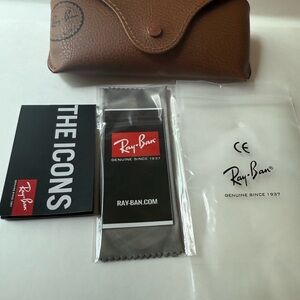 THE ICONS
Ray-Ban
Ray-Ban
GENUINE SINCE 1937
RAY-BAN.COM
CE
Ray-Ban
GENUINE SINCE 1937